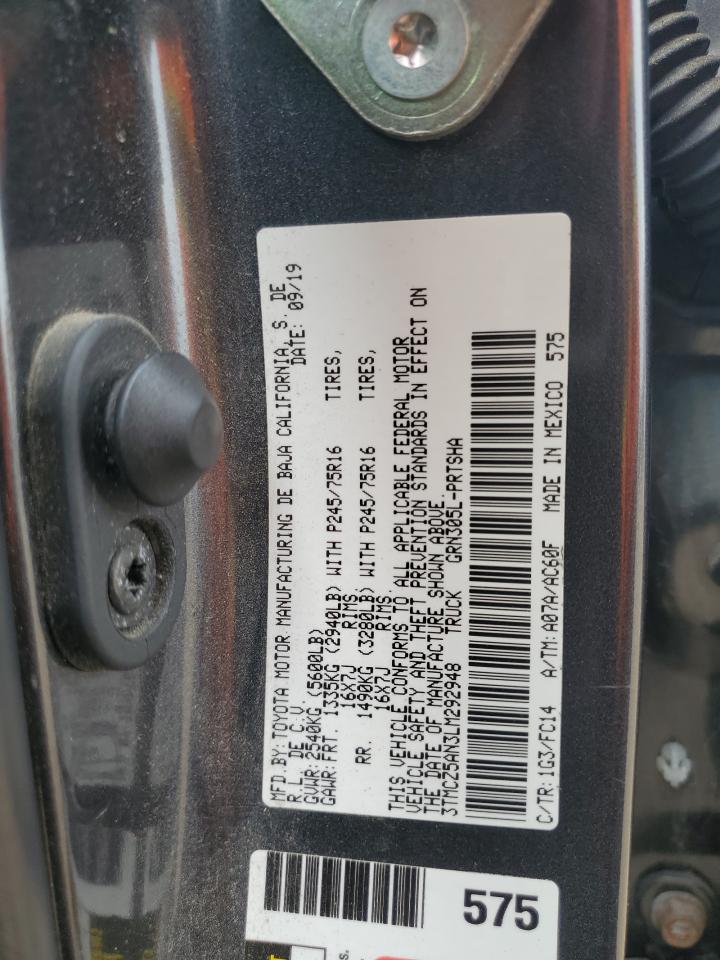 MFD.BY:TOYOTA MOTOR MANUFACTURING DE BAJA CALIFORNIA, S. DE
R.L. DE C.V. DATE: 09/19
GVWR:2540KG (5600LB)
GAWR:FRT. 1335KG (2940LB) WITH P245/75R16 TIRES,
16X7J RIMS,
RR. 1490KG (3280LB) WITH P245/75R16 TIRES,
16X7J RIMS.
THIS VEHICLE CONFORMS TO ALL APPLICABLE FEDERAL MOTOR
VEHICLE SAFETY AND THEFT PREVENTION STANDARDS IN EFFECT ON
THE DATE OF MANUFACTURE SHOWN ABOVE.
3TMCZ5AN3LM292948 TRUCK GRN305L-PRTSHA
C/TR:1G3/FC14 A/TM:A07A/AC60F MADE IN MEXICO 575
575